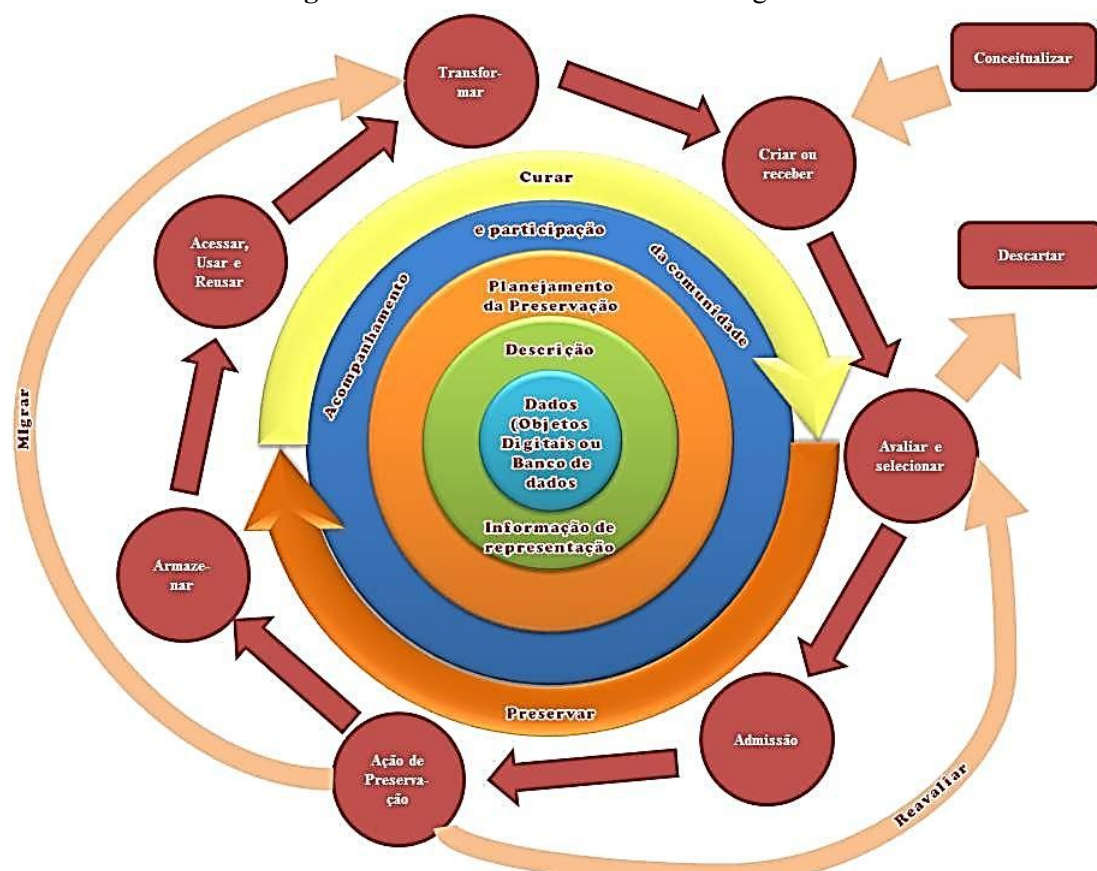 Transfor-
mar
Conceitualizar
Criar ou
receber
Curar
Acessar,
Usar e
Reusar
e participação
Descartar
da comunidade
Planejamento
da Preservação
Acompanhamento
Descrição
Dados
(Objetos
Digitais ou
Banco de
dados
MIgrar
Avaliar e
selecionar
Informação de
representação
Armaze-
nar
Preservar
Admissão
Ação de
Preserva-
ção
Reavaliar